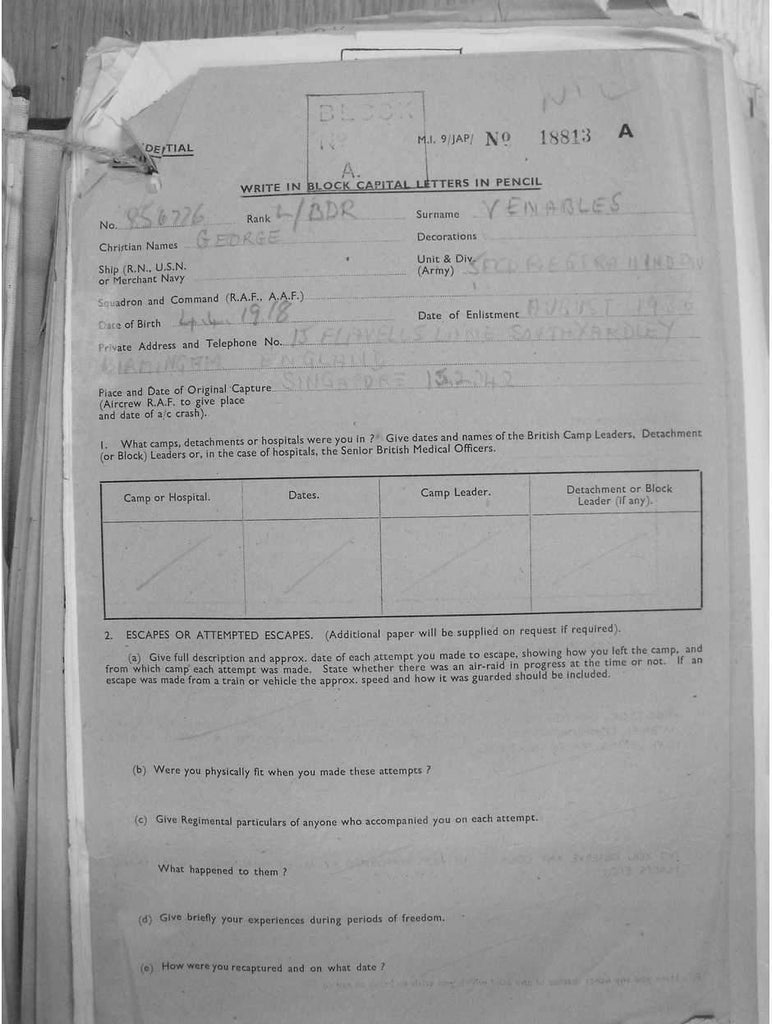 NIL
BLOCK
Nº
A.
DENTIAL
M.I. 9/JAP/ Nº 18813 A
WRITE IN BLOCK CAPITAL LETTERS IN PENCIL
No. 856776 Rank L/BDR Surname VENABLES
Christian Names GEORGE Decorations
Ship (R.N., U.S.N. or Merchant Navy
Unit & Div. (Army)
Squadron and Command (R.A.F., A.A.F.)
Date of Birth 1918 Date of Enlistment AUGUST
Private Address and Telephone No. 15 FLAVELLS LANE SOUTH YARDLEY
ENGLAND
Place and Date of Original Capture SINGAPORE 15.2.42
(Aircrew R.A.F. to give place
and date of a/c crash).
1. What camps, detachments or hospitals were you in ? Give dates and names of the British Camp Leaders, Detachment
(or Block) Leaders or, in the case of hospitals, the Senior British Medical Officers.
Camp or Hospital. Dates. Camp Leader. Detachment or Block
Leader (if any).
2. ESCAPES OR ATTEMPTED ESCAPES. (Additional paper will be supplied on request if required).
(a) Give full description and approx. date of each attempt you made to escape, showing how you left the camp, and
from which camp each attempt was made. State whether there was an air-raid in progress at the time or not. If an
escape was made from a train or vehicle the approx. speed and how it was guarded should be included.
(b) Were you physically fit when you made these attempts ?
(c) Give Regimental particulars of anyone who accompanied you on each attempt.
What happened to them ?
(d) Give briefly your experiences during periods of freedom.
(e) How were you recaptured and on what date ?